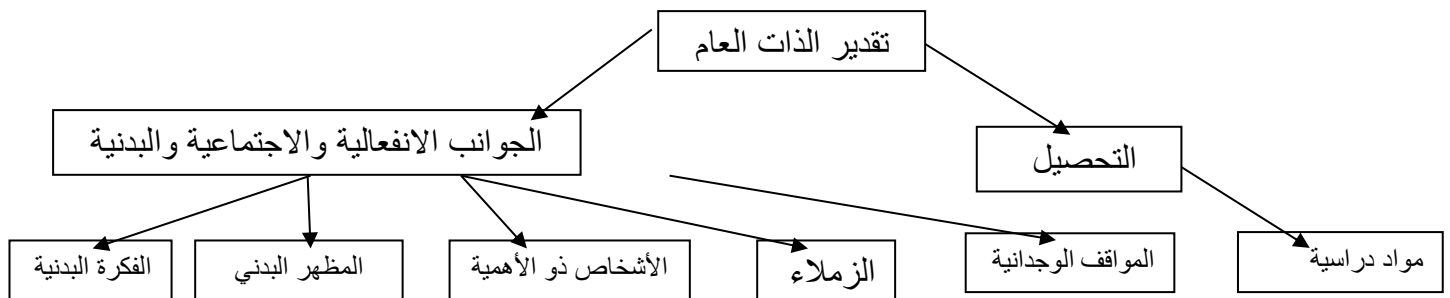 تقدير الذات العام
الجوانب الانفعالية والاجتماعية والبدنية
التحصيل
مواد دراسية
المواقف الوجدانية
الزملاء
الأشخاص ذو الأهمية
المظهر البدني
الفكرة البدنية